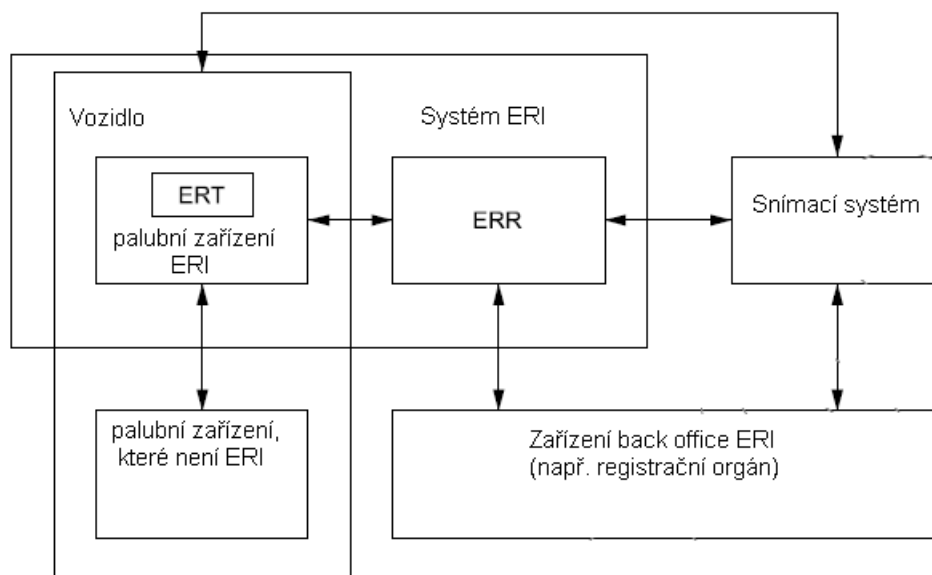 Vozidlo
Systém ERI
ERT
palubní zařízení
ERI
ERR
Snímací systém
palubní zařízení,
které není ERI
Zařízení back office ERI
(např. registrační orgán)